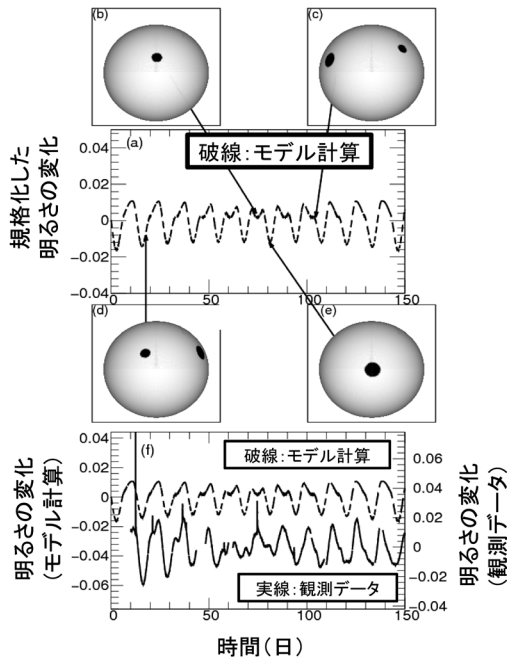 (b)
(c)
(a)
破線：モデル計算
規格化した
明るさの変化
0.04
0.02
0
-0.02
-0.04
0
50
100
150
(d)
(e)
(f)
破線：モデル計算
実線：観測データ
明るさの変化
(モデル計算)
0.04
0.02
0
-0.02
-0.04
-0.06
0.06
0.04
0.02
0
-0.02
-0.04
明るさの変化
(観測データ)
0
50
100
150
時間(日)